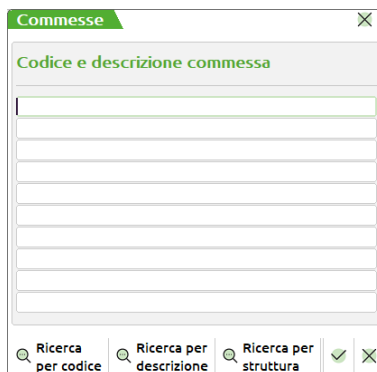 Commesse
Codice e descrizione commessa
Ricerca per codice
Ricerca per descrizione
Ricerca per struttura